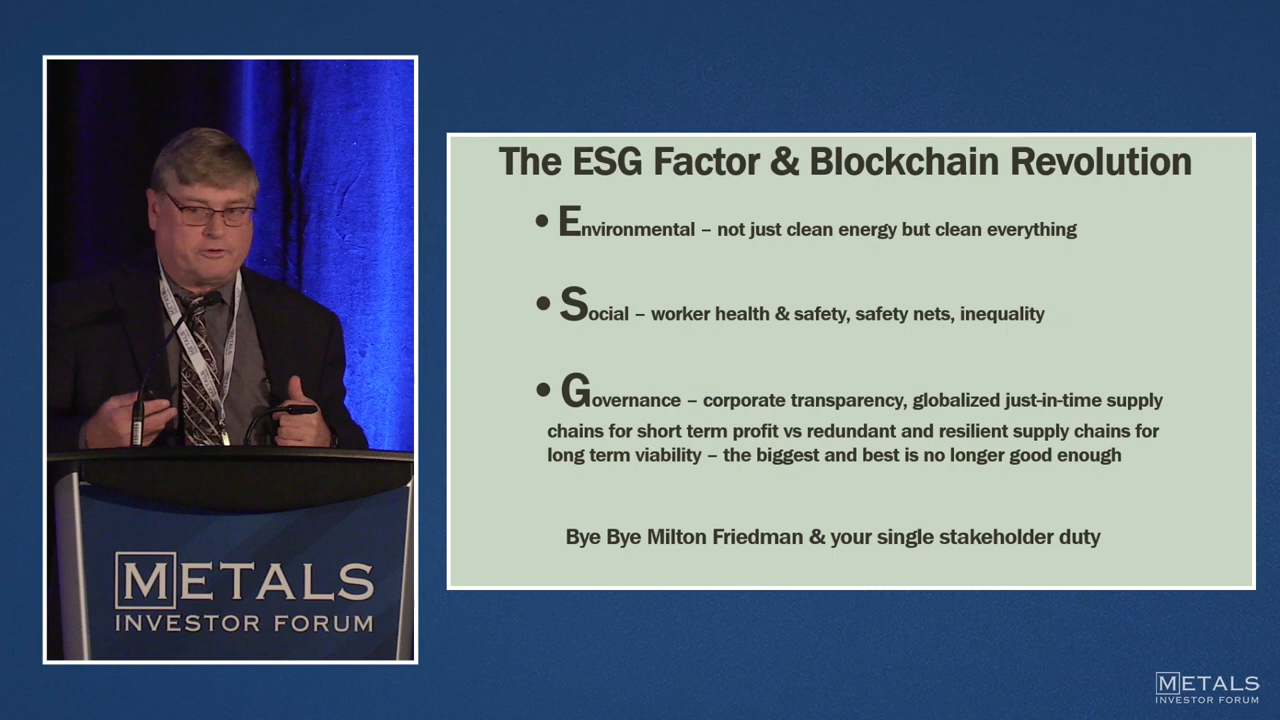 The ESG Factor & Blockchain Revolution
• Environmental – not just clean energy but clean everything
• Social – worker health & safety, safety nets, inequality
• Governance – corporate transparency, globalized just-in-time supply
chains for short term profit vs redundant and resilient supply chains for
long term viability – the biggest and best is no longer good enough
Bye Bye Milton Friedman & your single stakeholder duty
METALS
INVESTOR FORUM
METALS
INVESTOR FORUM